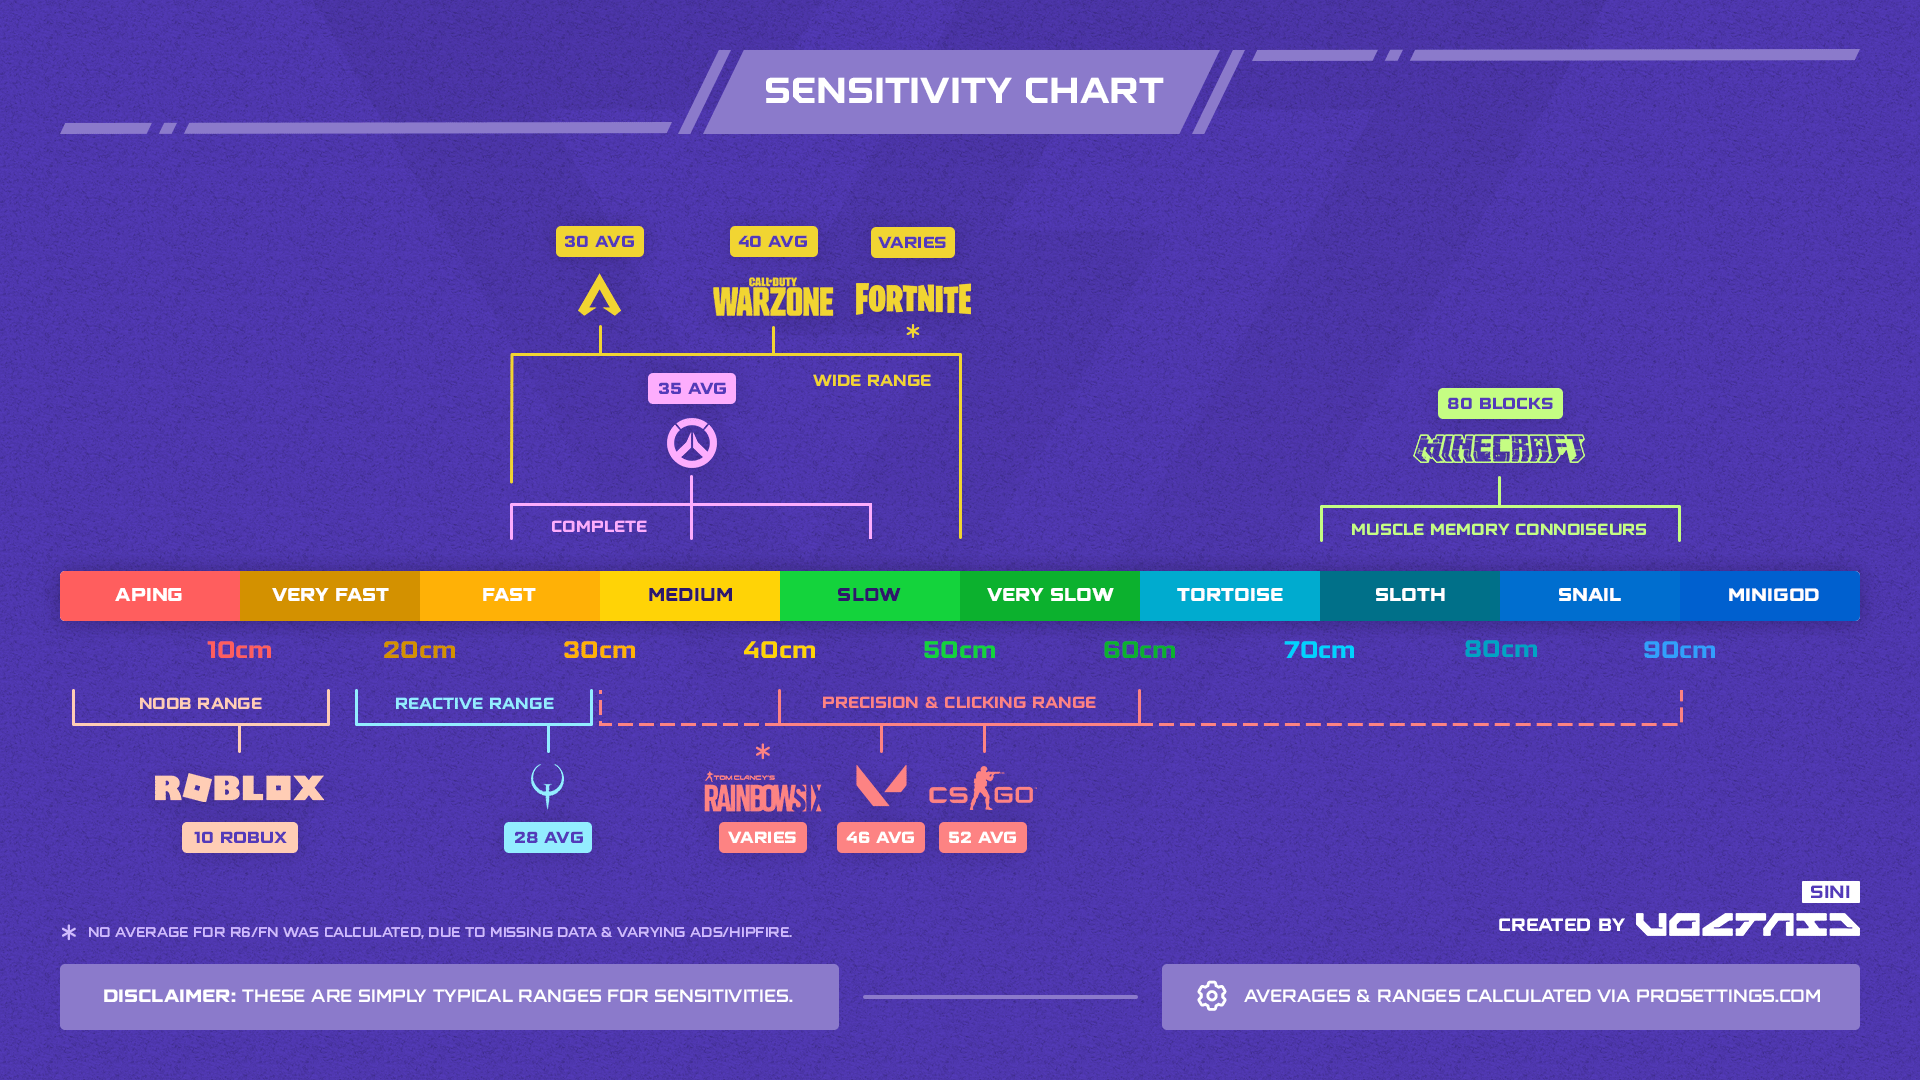 SENSITIVITY CHART
30 AVG
40 AVG
VARIES
CALL OF DUTY
WARZONE
FORTNITE
*
35 AVG
WIDE RANGE
80 BLOCKS
MINECRAFT
COMPLETE
MUSCLE MEMORY CONNOISEURS
APING VERY FAST FAST MEDIUM SLOW VERY SLOW TORTOISE SLOTH SNAIL MINIGOD
10cm 20cm 30cm 40cm 50cm 60cm 70cm 80cm 90cm
NOOB RANGE
REACTIVE RANGE
PRECISION & CLICKING RANGE
*
ROBLOX
TOM CLANCY'S
RAINBOW SIX
CS GO
10 ROBUX
28 AVG
VARIES
46 AVG
52 AVG
SINI
CREATED BY
* NO AVERAGE FOR R6/FN WAS CALCULATED, DUE TO MISSING DATA & VARYING ADS/HIPFIRE.
DISCLAIMER: THESE ARE SIMPLY TYPICAL RANGES FOR SENSITIVITIES.
AVERAGES & RANGES CALCULATED VIA PROSETTINGS.COM